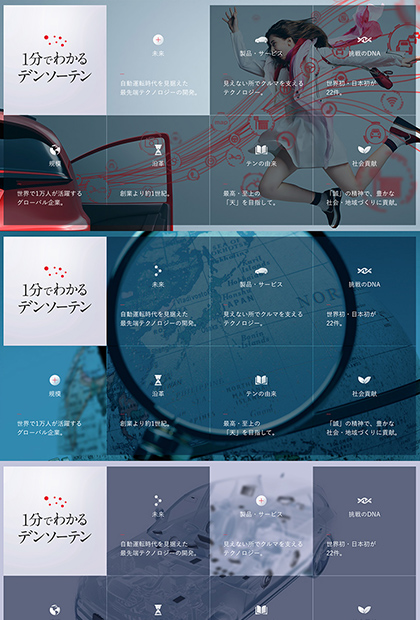 1分でわかる
デンソーテン
未来
自動運転時代を見据えた
最先端テクノロジーの開発。
製品・サービス
見えない所でクルマを支える
テクノロジー。
挑戦のDNA
世界初・日本初が
22件。
規模
世界で1万人が活躍する
グローバル企業。
沿革
創業より約1世紀。
テンの由来
最高・至上の
「天」を目指して。
社会貢献
「誠」の精神で、豊かな
社会・地域づくりに貢献。
1分でわかる
デンソーテン
未来
自動運転時代を見据えた
最先端テクノロジーの開発。
製品・サービス
見えない所でクルマを支える
テクノロジー。
挑戦のDNA
世界初・日本初が
22件。
規模
世界で1万人が活躍する
グローバル企業。
沿革
創業より約1世紀。
テンの由来
最高・至上の
「天」を目指して。
社会貢献
「誠」の精神で、豊かな
社会・地域づくりに貢献。
1分でわかる
デンソーテン
未来
自動運転時代を見据えた
最先端テクノロジーの開発。
製品・サービス
見えない所でクルマを支える
テクノロジー。
挑戦のDNA
世界初・日本初が
22件。